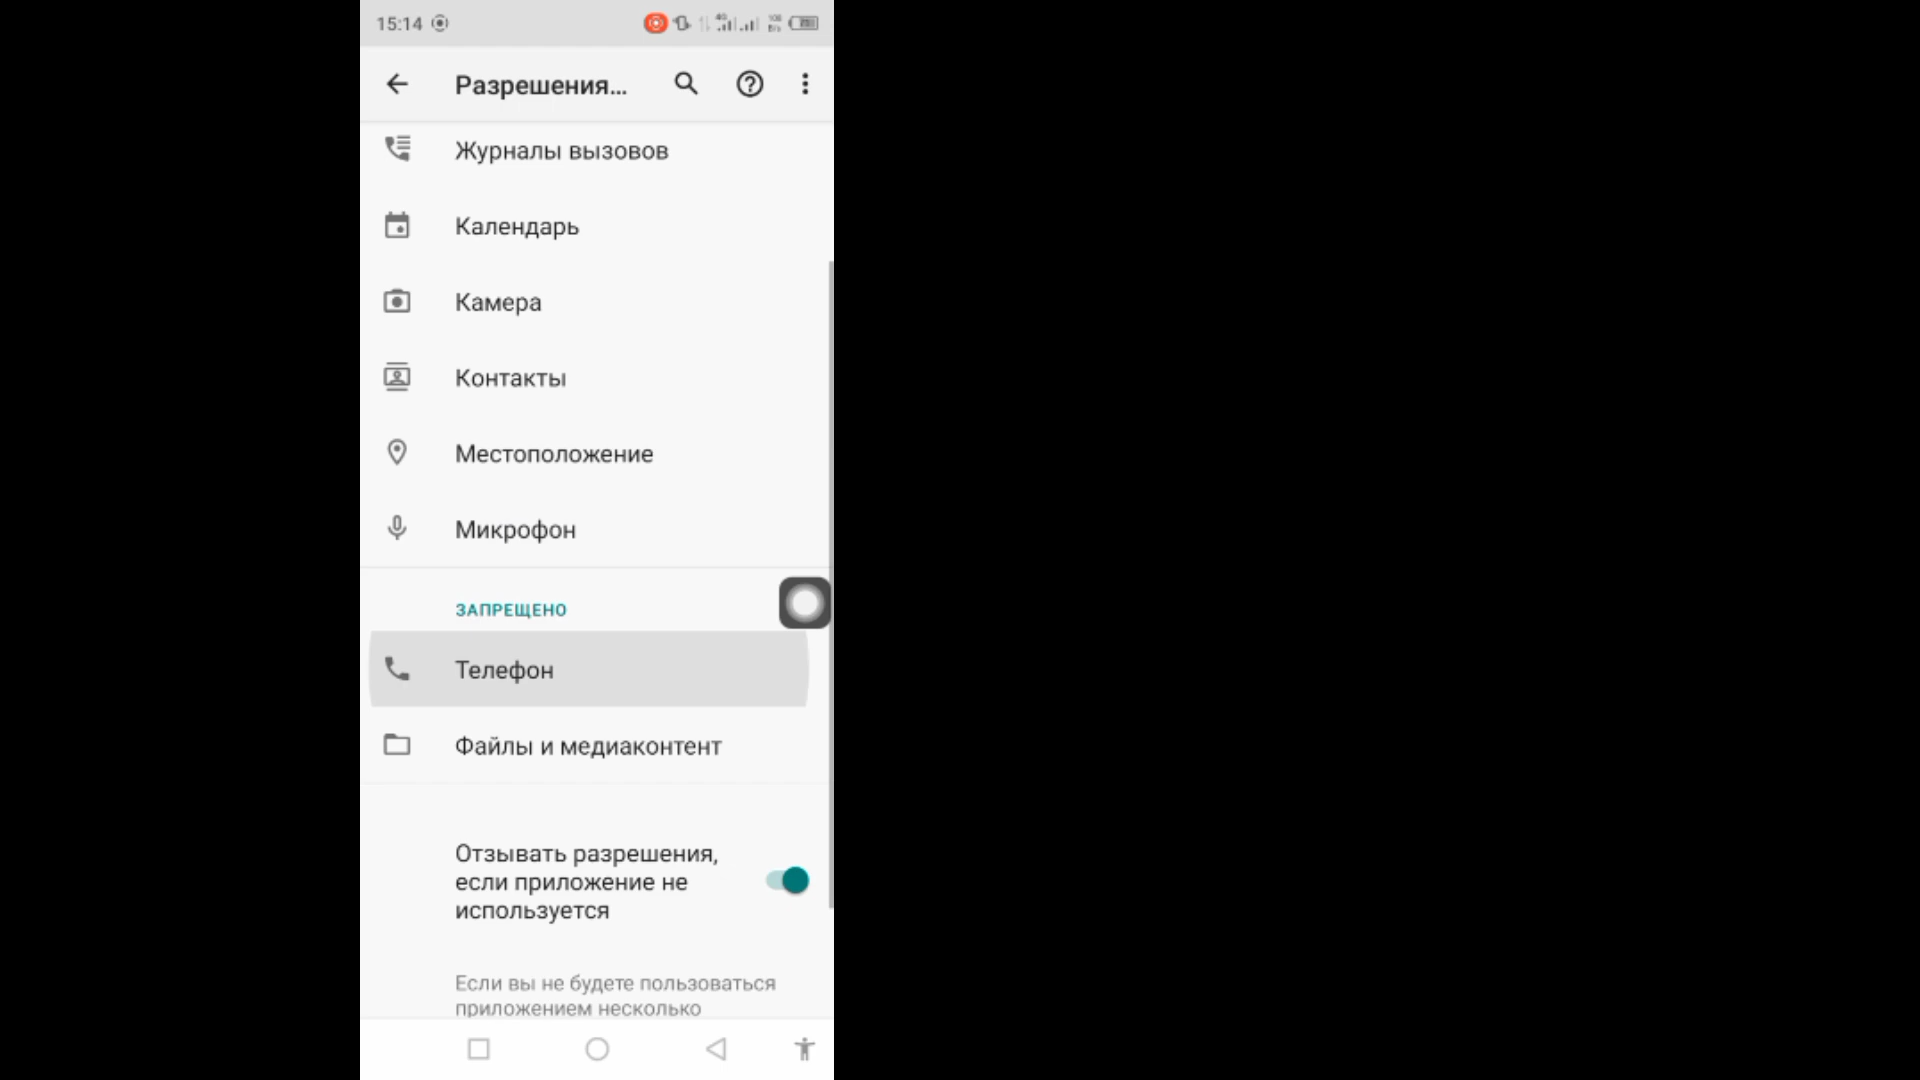 15:14
Разрешения...
Журналы вызовов
Календарь
Камера
Контакты
Местоположение
Микрофон
ЗАПРЕЩЕНО
Телефон
Файлы и медиаконтент
Отзывать разрешения,
если приложение не
используется
Если вы не будете пользоваться
приложением несколько